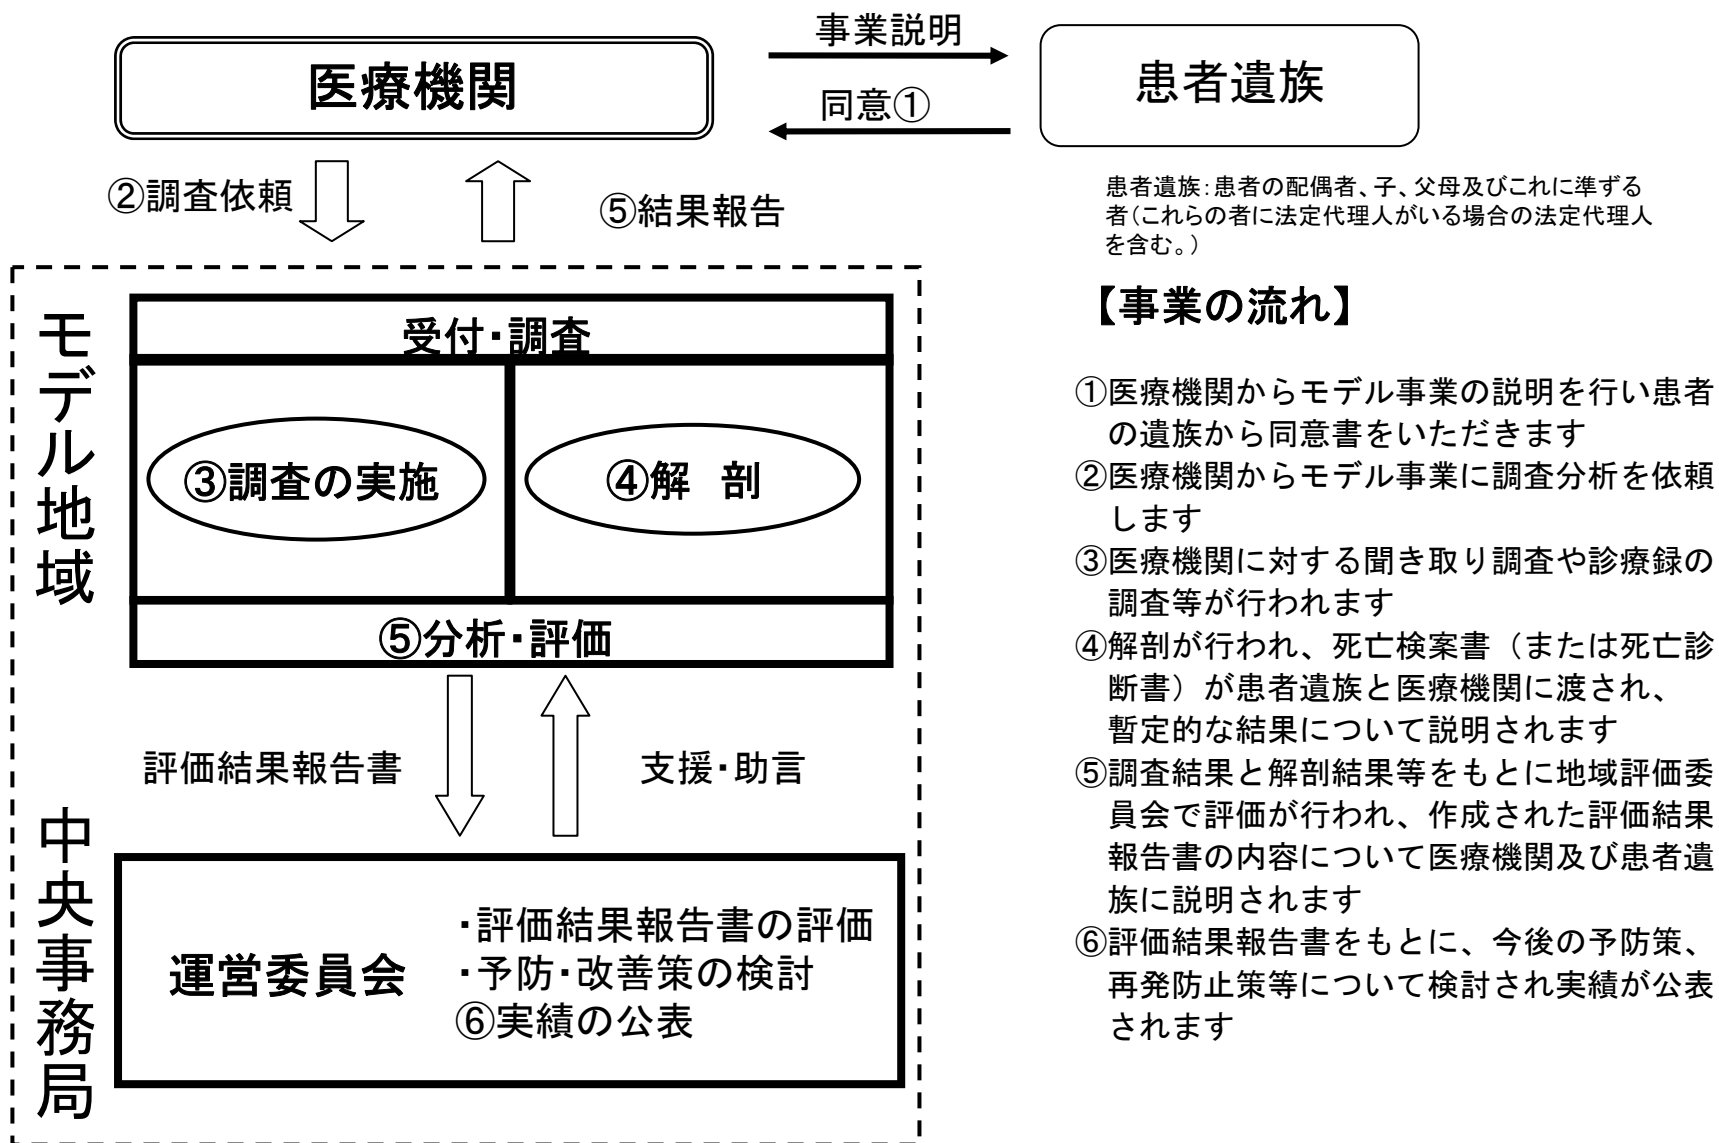 医療機関
事業説明
同意①
患者遺族
②調査依頼
⑤結果報告
患者遺族:患者の配偶者、子、父母及びこれに準ずる
者(これらの者に法定代理人がいる場合の法定代理人
を含む。)
モデル地域
受付・調査
③調査の実施
④解 剖
⑤分析・評価
評価結果報告書
支援・助言
中央事務局
運営委員会
・評価結果報告書の評価
・予防・改善策の検討
⑥実績の公表
【事業の流れ】
①医療機関からモデル事業の説明を行い患者
の遺族から同意書をいただきます
②医療機関からモデル事業に調査分析を依頼
します
③医療機関に対する聞き取り調査や診療録の
調査等が行われます
④解剖が行われ、死亡検案書(または死亡診
断書)が患者遺族と医療機関に渡され、
暫定的な結果について説明されます
⑤調査結果と解剖結果等をもとに地域評価委
員会で評価が行われ、作成された評価結果
報告書の内容について医療機関及び患者遺
族に説明されます
⑥評価結果報告書をもとに、今後の予防策、
再発防止策等について検討され実績が公表
されます